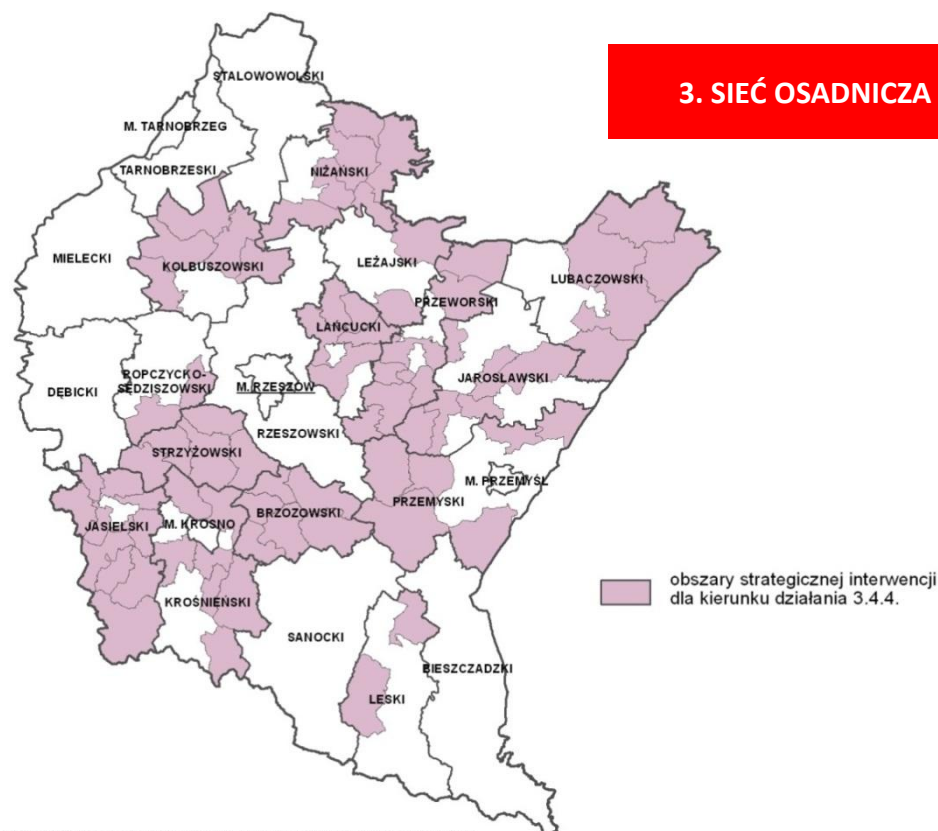 3. SIEĆ OSADNICZA
STALOWOWOLSKI
M. TARNOBRZEG
TARNOBRZESKI
NIŻAŃSKI
MIELECKI
KOLBUSZOWSKI
LEŻAJSKI
LUBACZOWSKI
PRZEWORSKI
ŁAŃCUCKI
ROPCZYCKO-
SĘDZISZOWSKI
JAROSŁAWSKI
DĘBICKI
M. RZESZÓW
RZESZOWSKI
STRZYŻOWSKI
M. PRZEMYŚL
PRZEMYSKI
BRZOZOWSKI
JASIELSKI
M. KROSNO
obszary strategicznej interwencji
dla kierunku działania 3.4.4.
KROŚNIEŃSKI
SANOCKI
BIESZCZADZKI
LESKI